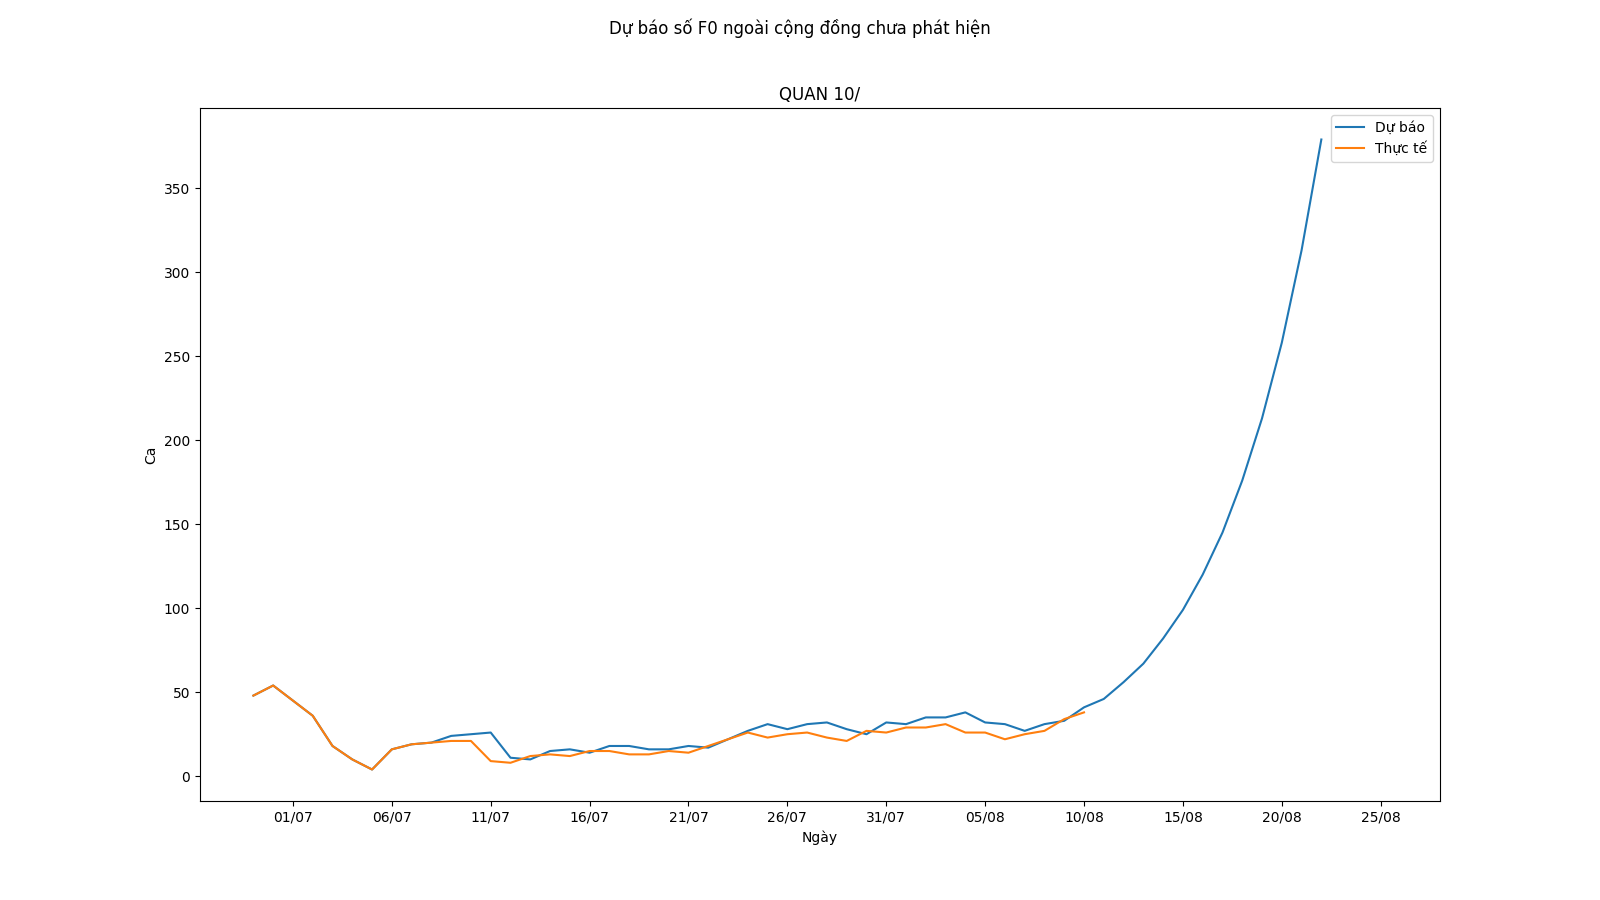 Dự báo số F0 ngoài cộng đồng chưa phát hiện
QUAN 10/
Dự báo
Thực tế
350
300
250
200
150
100
50
0
Ca
01/07 06/07 11/07 16/07 21/07 26/07 31/07 05/08 10/08 15/08 20/08 25/08
Ngày